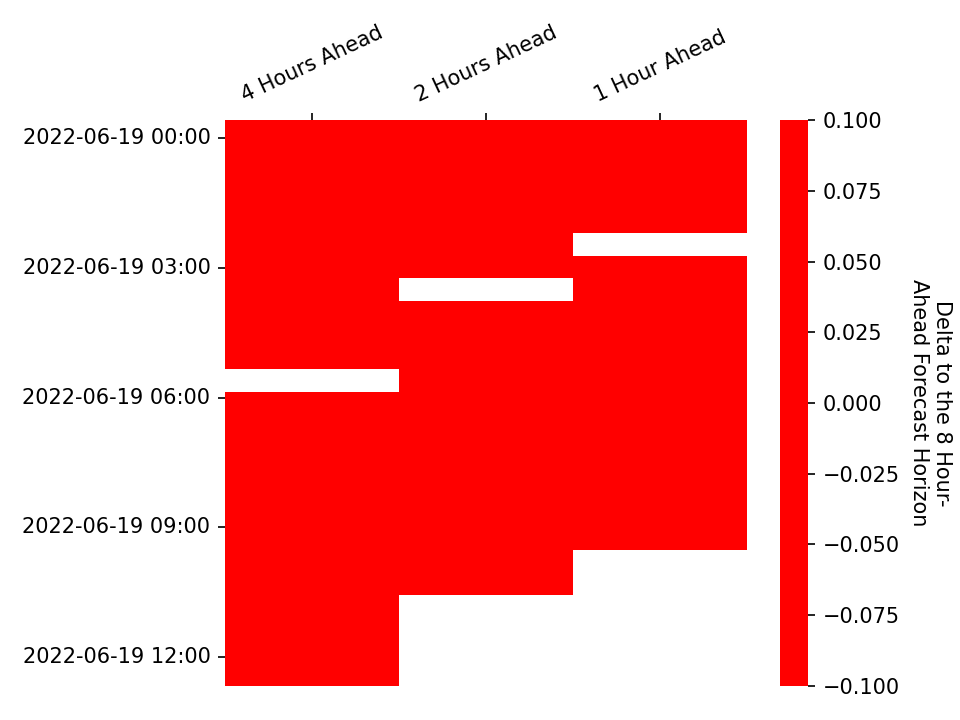 4 Hours Ahead
2 Hours Ahead
1 Hour Ahead
2022-06-19 00:00
2022-06-19 03:00
2022-06-19 06:00
2022-06-19 09:00
2022-06-19 12:00
0.100
0.075
0.050
0.025
0.000
−0.025
−0.050
−0.075
−0.100
Delta to the 8 Hour-
Ahead Forecast Horizon